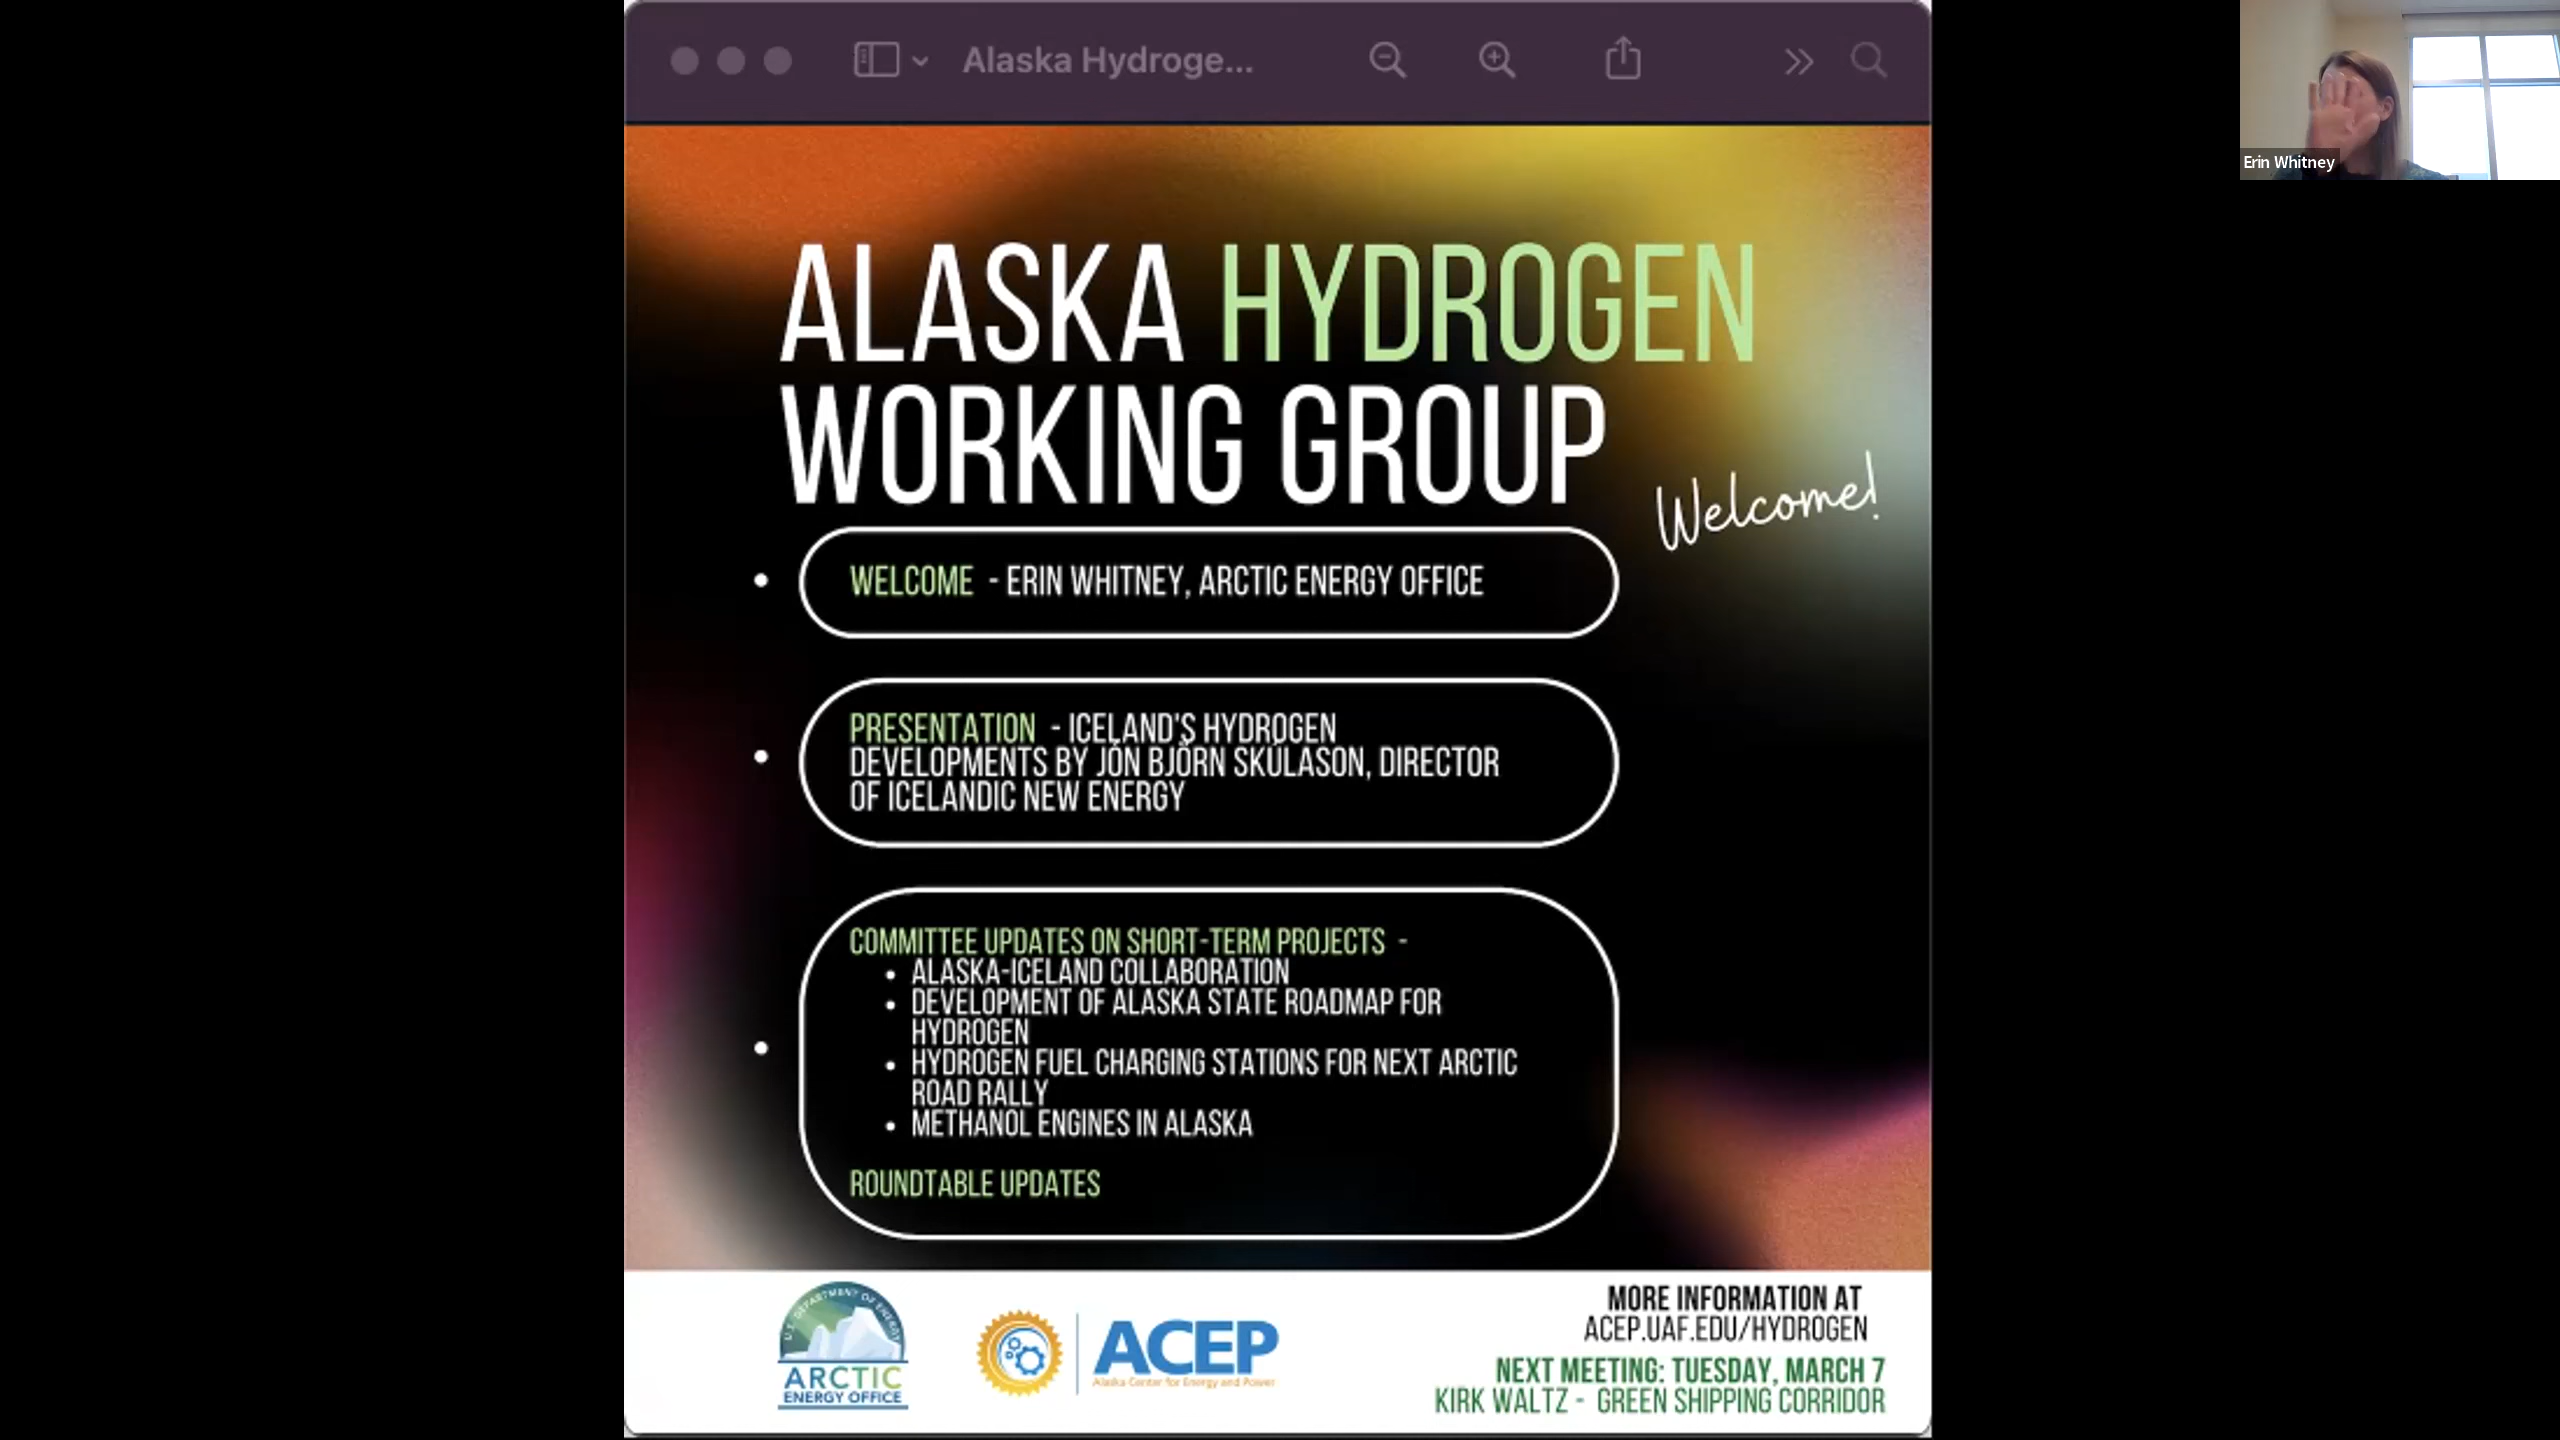 Alaska Hydroge...
Erin Whitney
ALASKA HYDROGEN
WORKING GROUP
Welcome!
WELCOME - ERIN WHITNEY, ARCTIC ENERGY OFFICE
PRESENTATION - ICELAND'S HYDROGEN
DEVELOPMENTS BY JÓN BJÖRN SKÚLASON, DIRECTOR
OF ICELANDIC NEW ENERGY
COMMITTEE UPDATES ON SHORT-TERM PROJECTS -
• ALASKA-ICELAND COLLABORATION
• DEVELOPMENT OF ALASKA STATE ROADMAP FOR
HYDROGEN
• HYDROGEN FUEL CHARGING STATIONS FOR NEXT ARCTIC
ROAD RALLY
• METHANOL ENGINES IN ALASKA
ROUNDTABLE UPDATES
U.S. DEPARTMENT OF ENERGY
ARCTIC
ENERGY OFFICE
ACEP
Alaska Center for Energy and Power
MORE INFORMATION AT
ACEP.UAF.EDU/HYDROGEN
NEXT MEETING: TUESDAY, MARCH 7
KIRK WALTZ - GREEN SHIPPING CORRIDOR